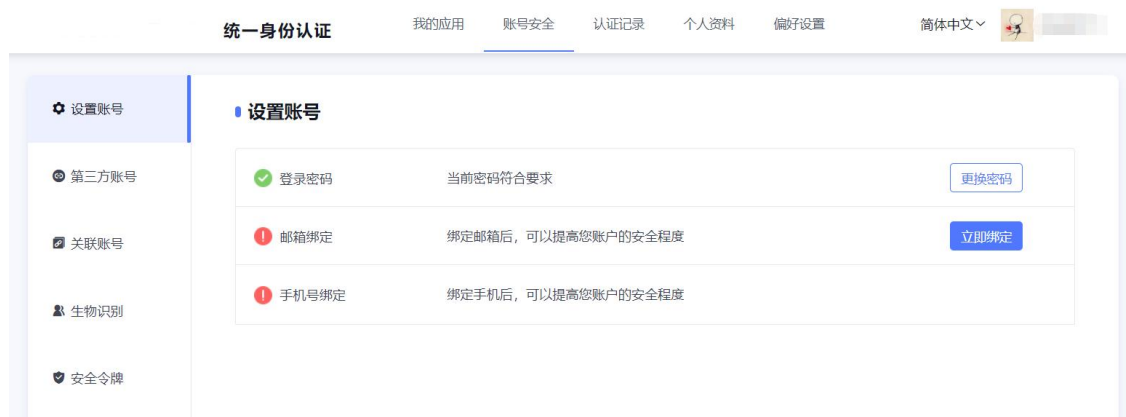 统一身份认证 我的应用 账号安全 认证记录 个人资料 偏好设置 简体中文
设置账号
设置账号
登录密码 当前密码符合要求 更换密码
第三方账号
邮箱绑定 绑定邮箱后，可以提高您账户的安全程度 立即绑定
关联账号
手机号绑定 绑定手机后，可以提高您账户的安全程度
生物识别
安全令牌